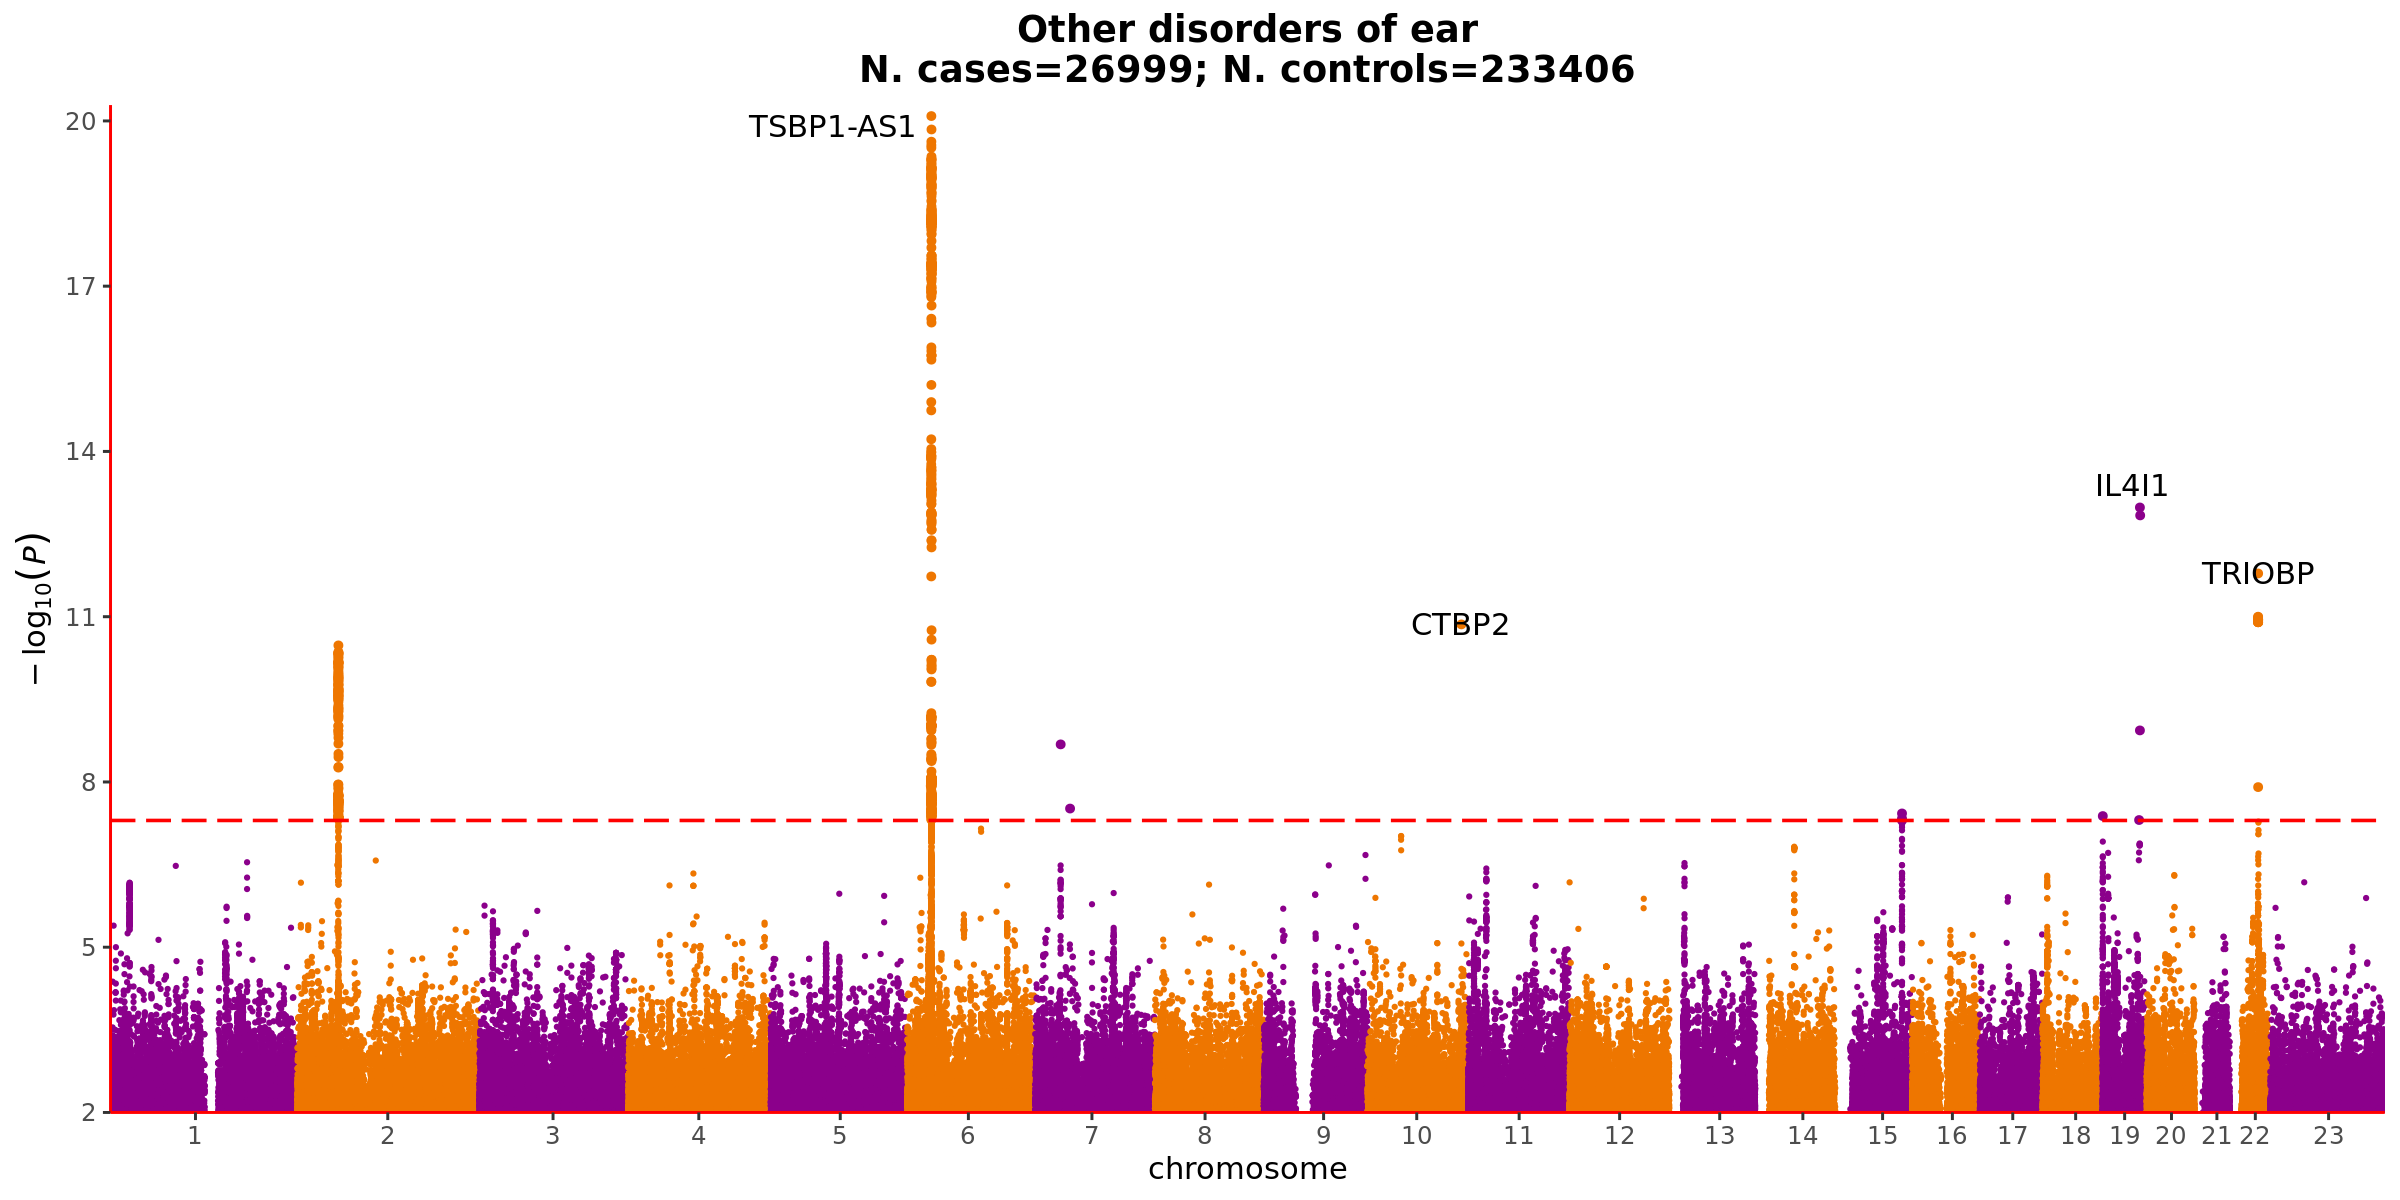 Other disorders of ear
N. cases=26999; N. controls=233406
TSBP1-AS1
IL4I1
TRIOBP
CTBP2
20
17
14
11
8
5
2
−log10(P)
1 2 3 4 5 6 7 8 9 10 11 12 13 14 15 16 17 18 19 20 21 22 23
chromosome